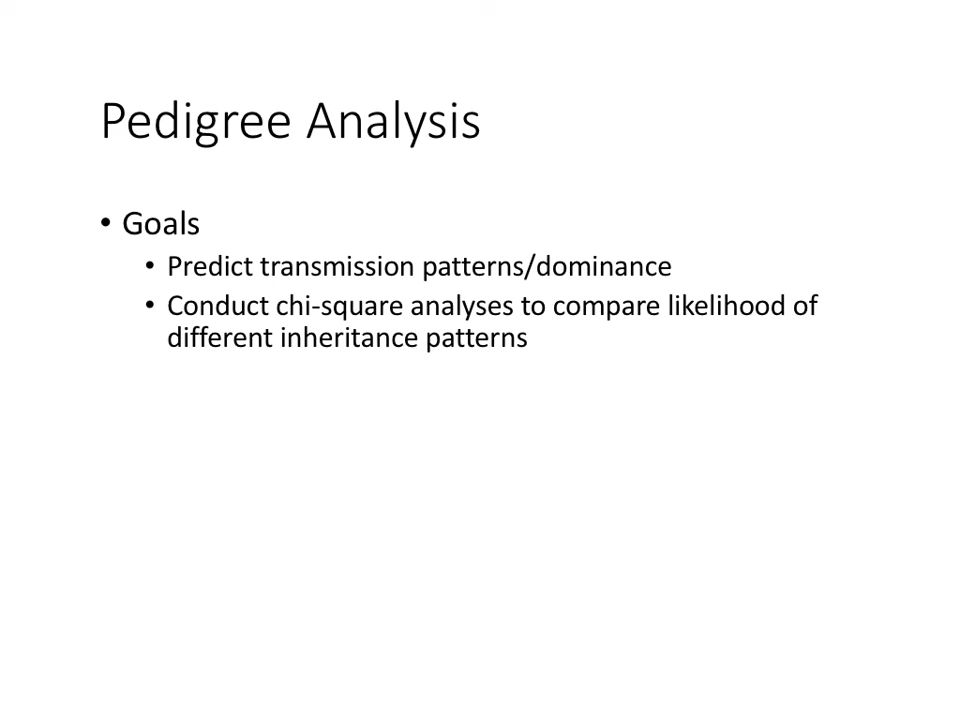 Pedigree Analysis
• Goals
• Predict transmission patterns/dominance
• Conduct chi-square analyses to compare likelihood of
different inheritance patterns